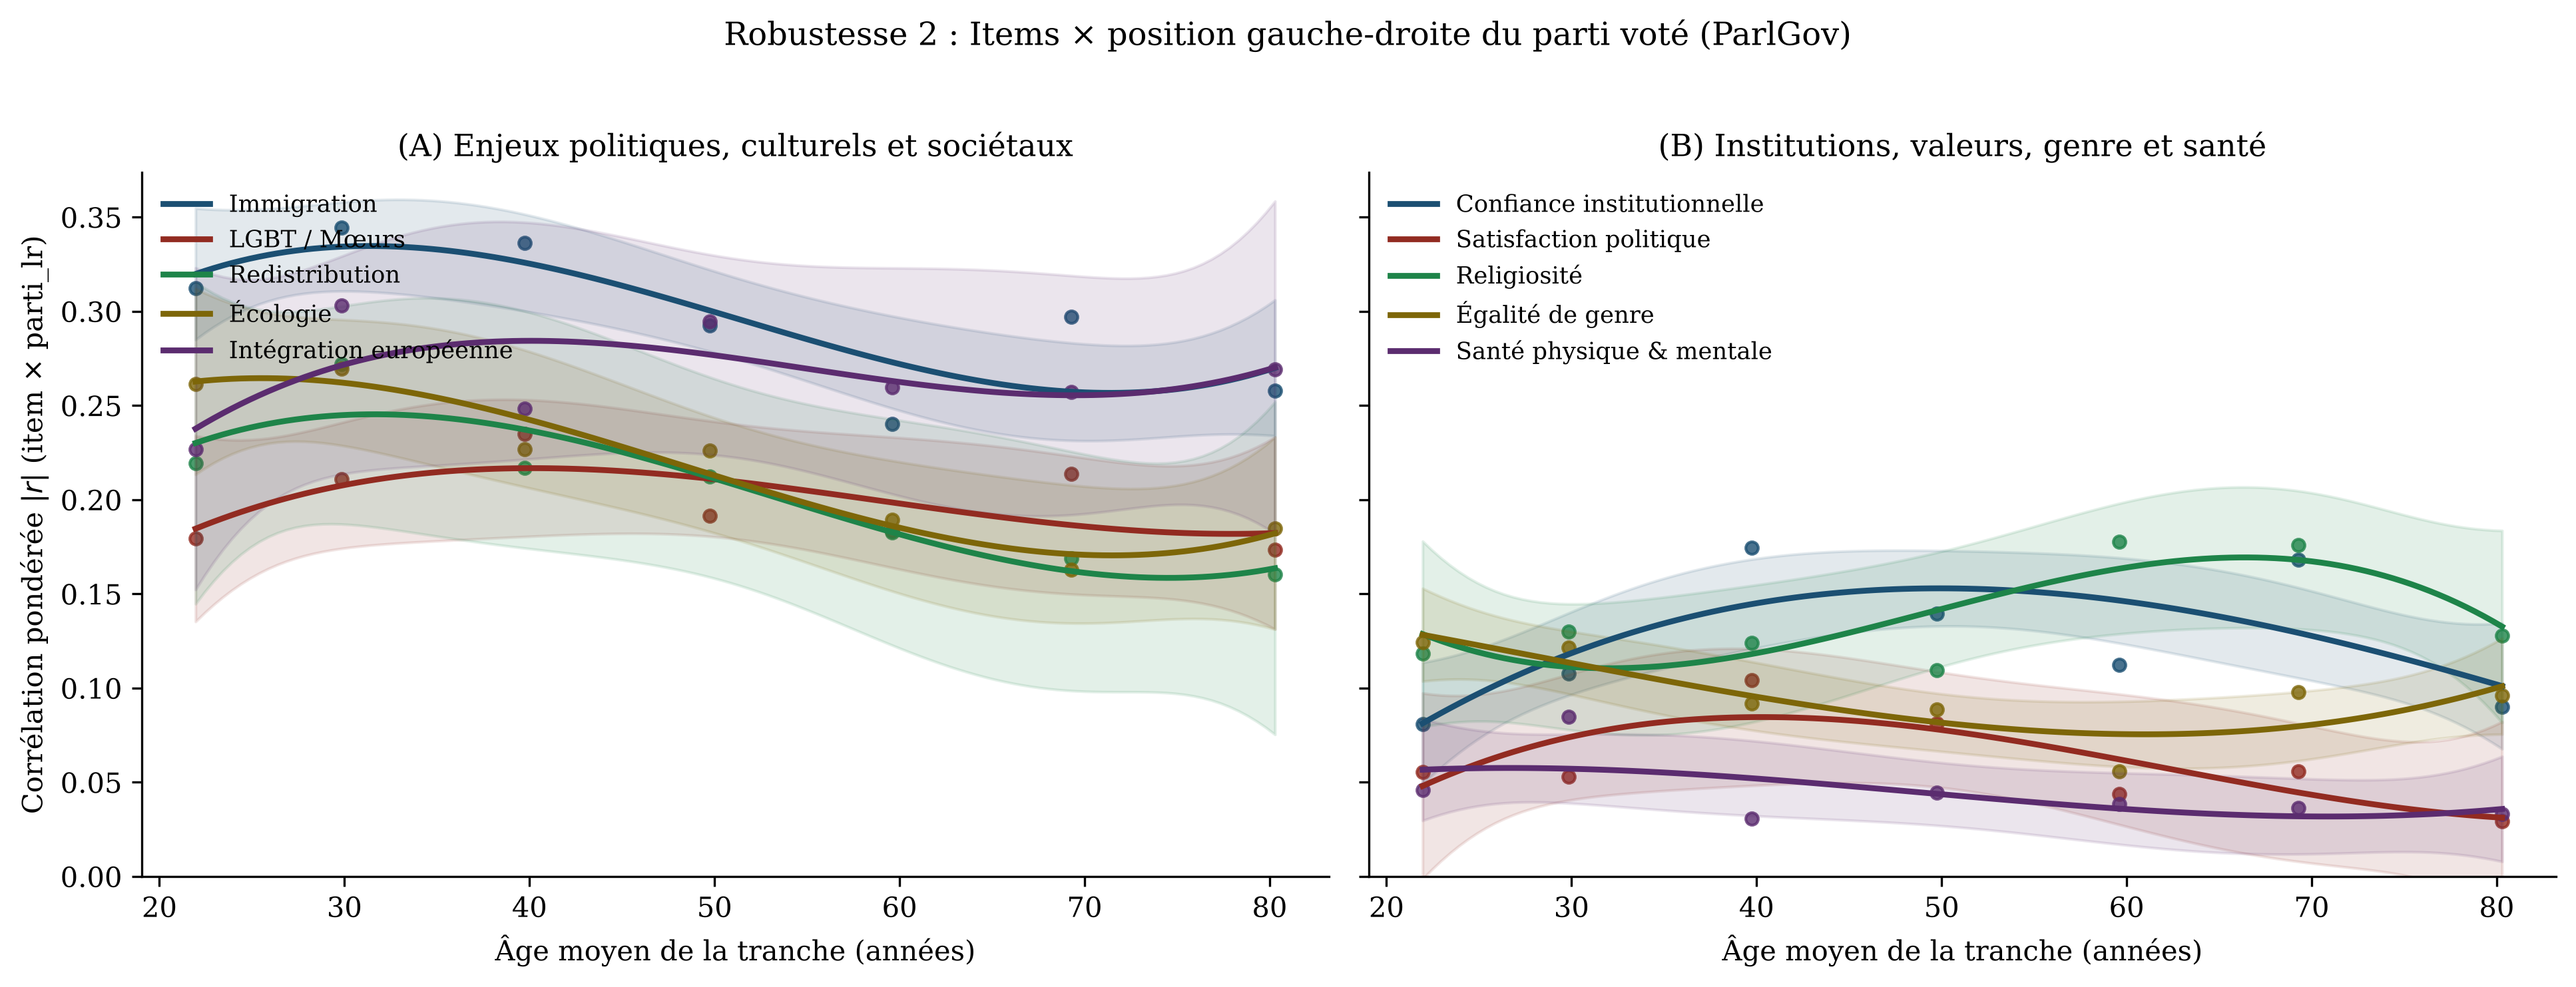 Robustesse 2 : Items × position gauche-droite du parti voté (ParlGov)
(A) Enjeux politiques, culturels et sociétaux
Corrélation pondérée |r| (item × parti_lr)
0.35
0.30
0.25
0.20
0.15
0.10
0.05
0.00
Immigration
LGBT / Mœurs
Redistribution
Écologie
Intégration européenne
20 30 40 50 60 70 80
Âge moyen de la tranche (années)
(B) Institutions, valeurs, genre et santé
Confiance institutionnelle
Satisfaction politique
Religiosité
Égalité de genre
Santé physique & mentale
20 30 40 50 60 70 80
Âge moyen de la tranche (années)